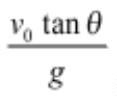 v₀ tan θ
g